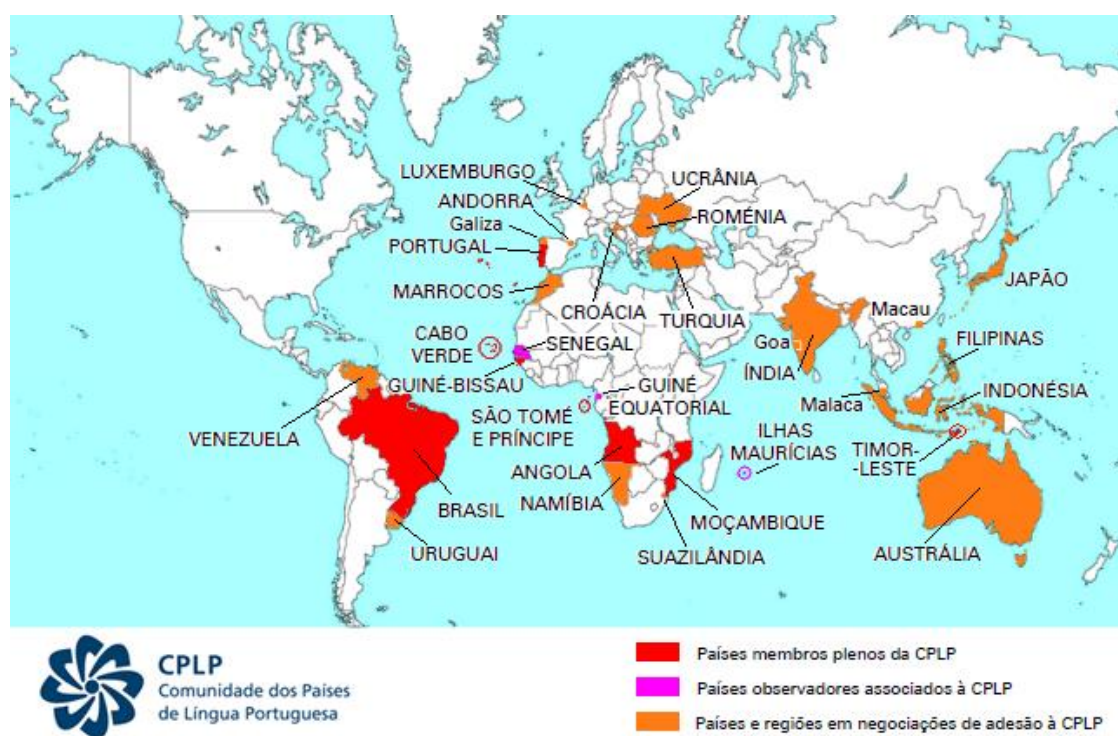 LUXEMBURGO
UCRÂNIA
ANDORRA
ROMÉNIA
Galiza
PORTUGAL
JAPÃO
MARROCOS
CROÁCIA
TURQUIA
Macau
CABO
VERDE
SENEGAL
Goa
FILIPINAS
ÍNDIA
GUINÉ-BISSAU
GUINÉ
EQUATORIAL
Malaca
INDONÉSIA
SÃO TOMÉ
E PRÍNCIPE
ILHAS
MAURÍCIAS
VENEZUELA
TIMOR-
-LESTE
ANGOLA
NAMÍBIA
BRASIL
MOÇAMBIQUE
URUGUAI
SUAZILÂNDIA
AUSTRÁLIA
CPLP
Comunidade dos Países
de Língua Portuguesa
Países membros plenos da CPLP
Países observadores associados à CPLP
Países e regiões em negociações de adesão à CPLP